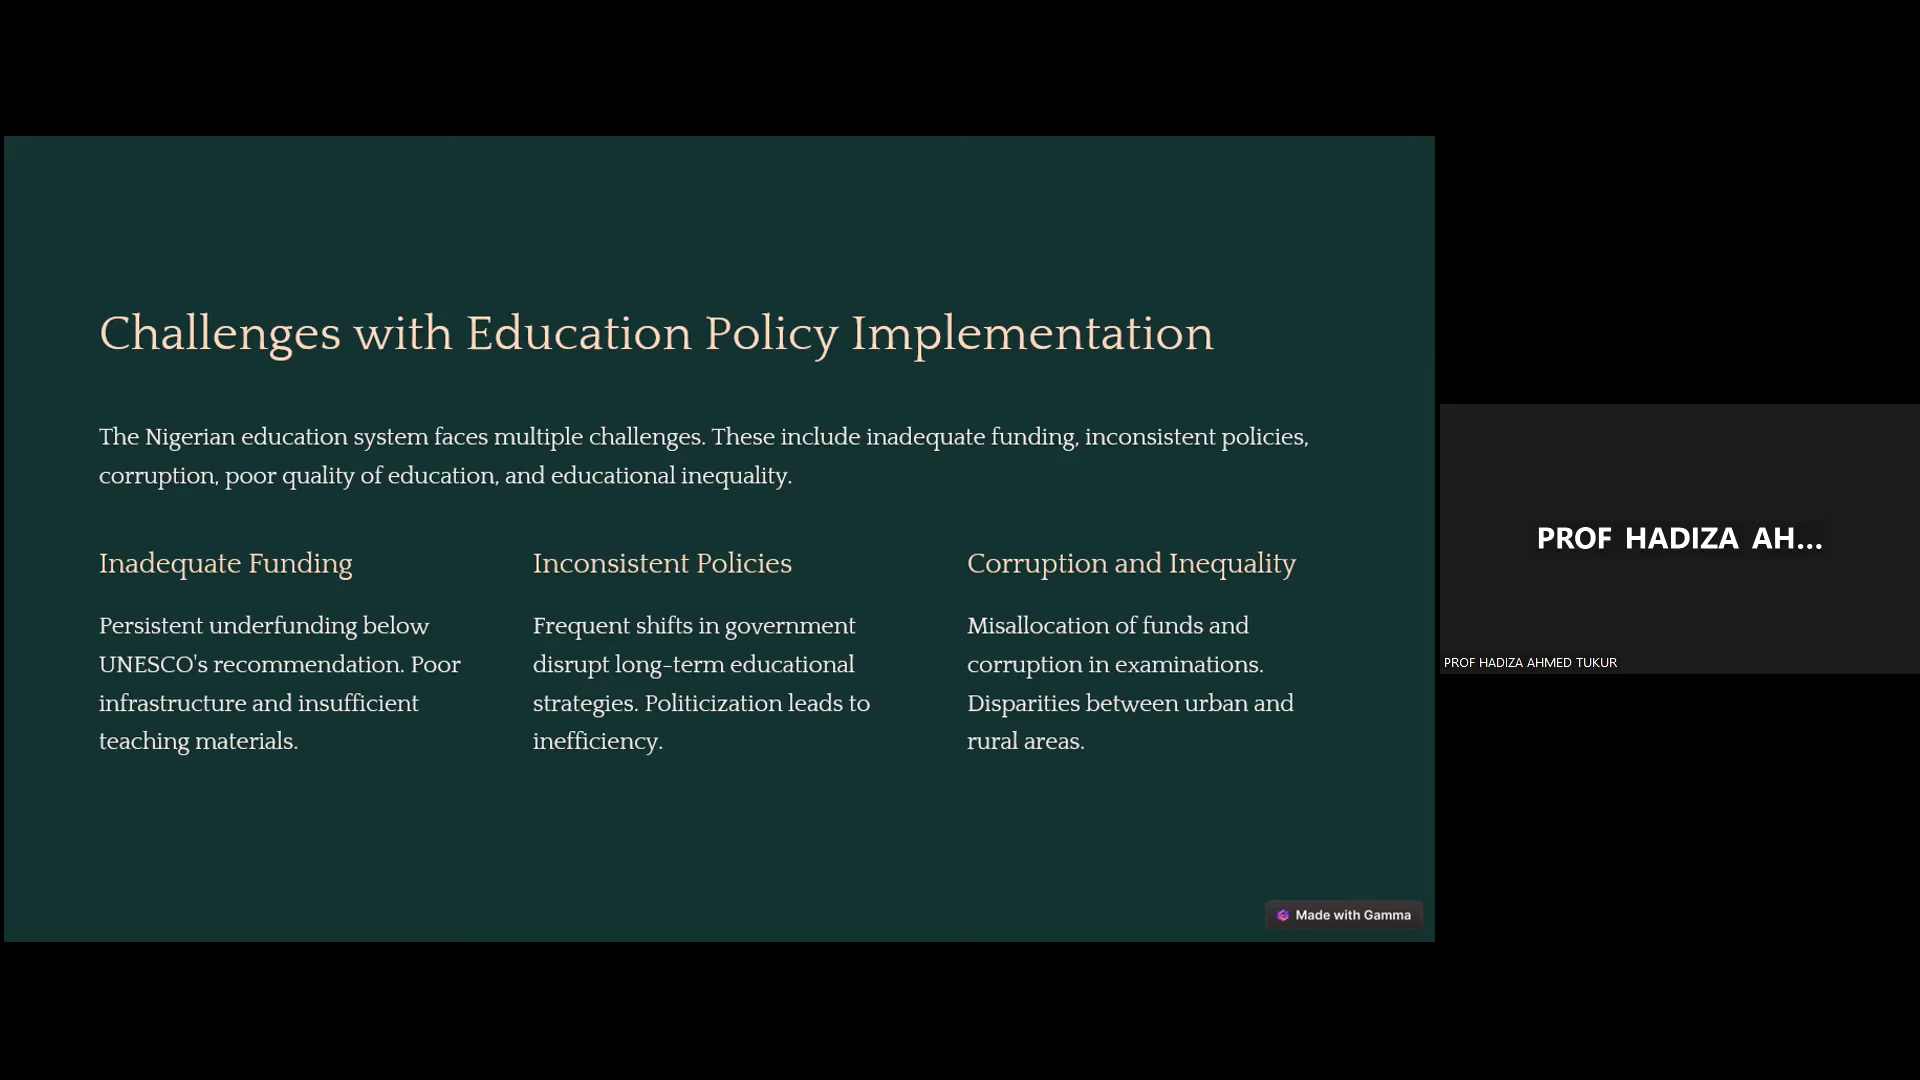 Challenges with Education Policy Implementation
The Nigerian education system faces multiple challenges. These include inadequate funding, inconsistent policies,
corruption, poor quality of education, and educational inequality.
Inadequate Funding
Persistent underfunding below
UNESCO's recommendation. Poor
infrastructure and insufficient
teaching materials.
Inconsistent Policies
Frequent shifts in government
disrupt long-term educational
strategies. Politicization leads to
inefficiency.
Corruption and Inequality
Misallocation of funds and
corruption in examinations.
Disparities between urban and
rural areas.
Made with Gamma
PROF HADIZA AH...
PROF HADIZA AHMED TUKUR